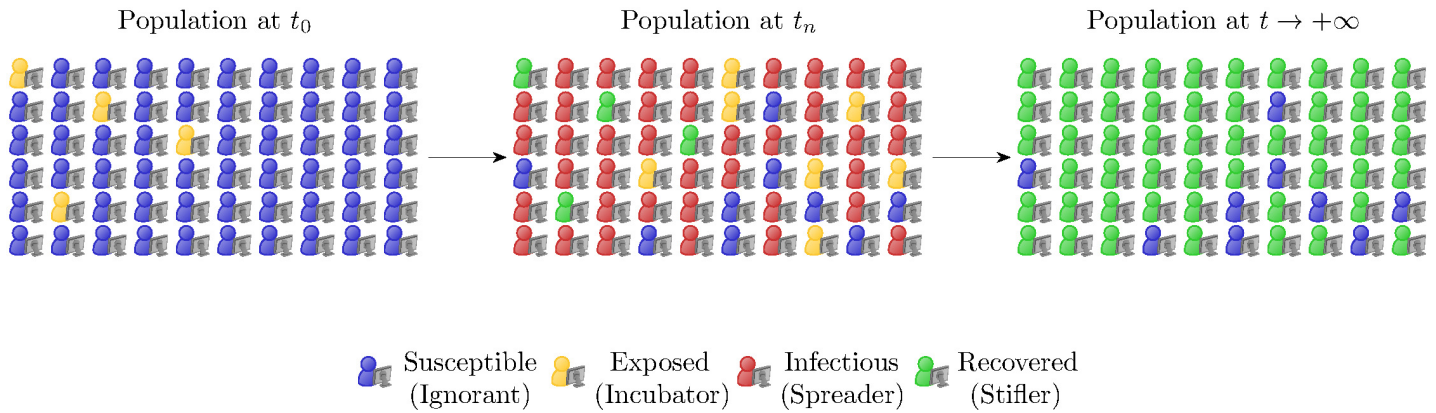 Population at t₀
Population at tₙ
Population at t → +∞
Susceptible
(Ignorant)
Exposed
(Incubator)
Infectious
(Spreader)
Recovered
(Stifler)